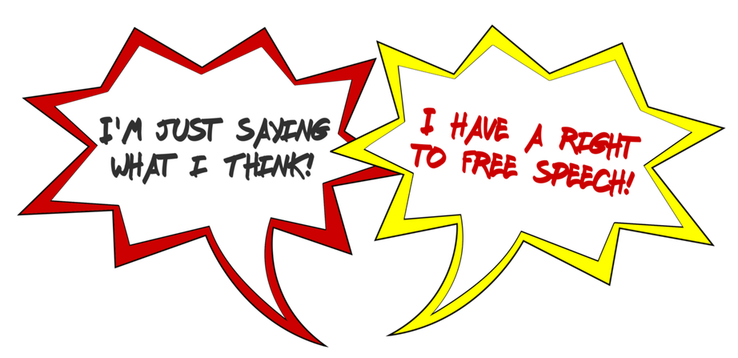 I'M JUST SAYING
WHAT I THINK!
I HAVE A RIGHT
TO FREE SPEECH!